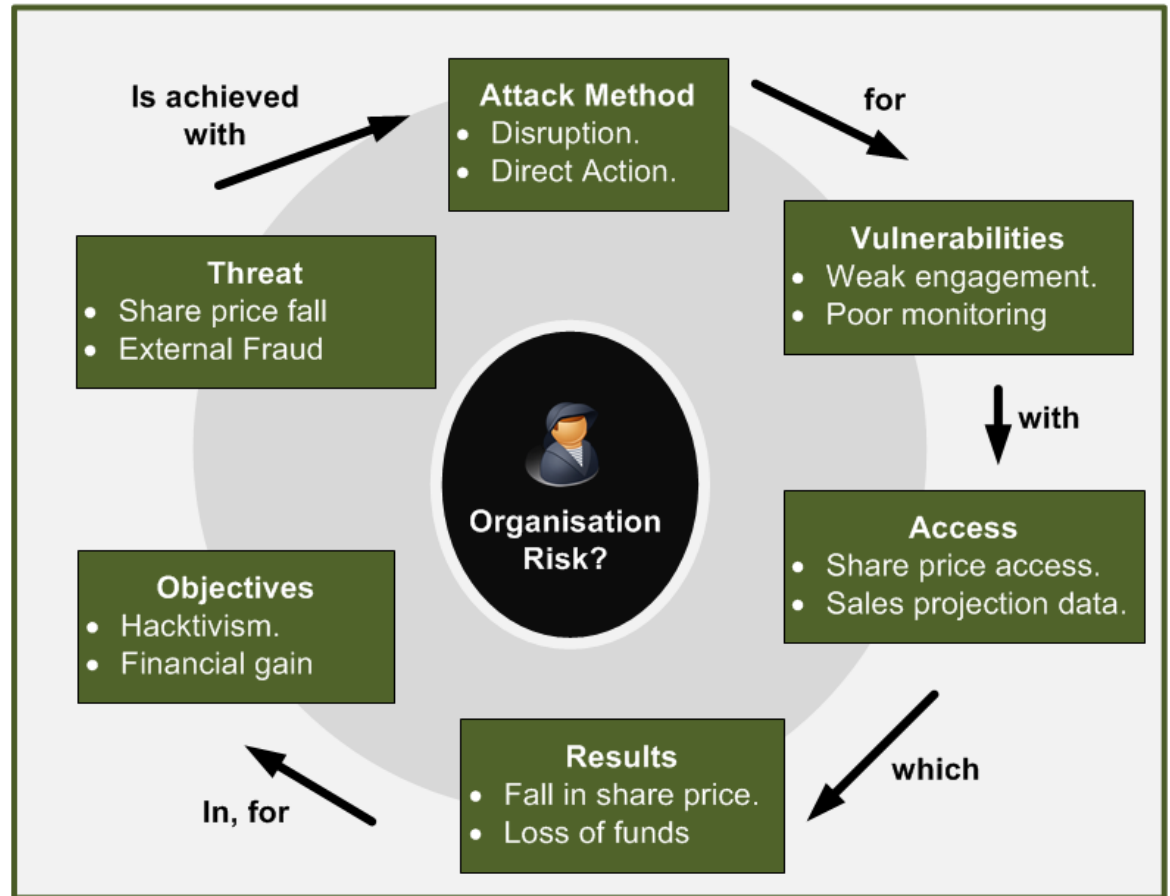 Is achieved
with
Attack Method
• Disruption.
• Direct Action.
for
Vulnerabilities
• Weak engagement.
• Poor monitoring
with
Access
• Share price access.
• Sales projection data.
which
Results
• Fall in share price.
• Loss of funds
In, for
Objectives
• Hacktivism.
• Financial gain
Threat
• Share price fall
• External Fraud
Organisation
Risk?